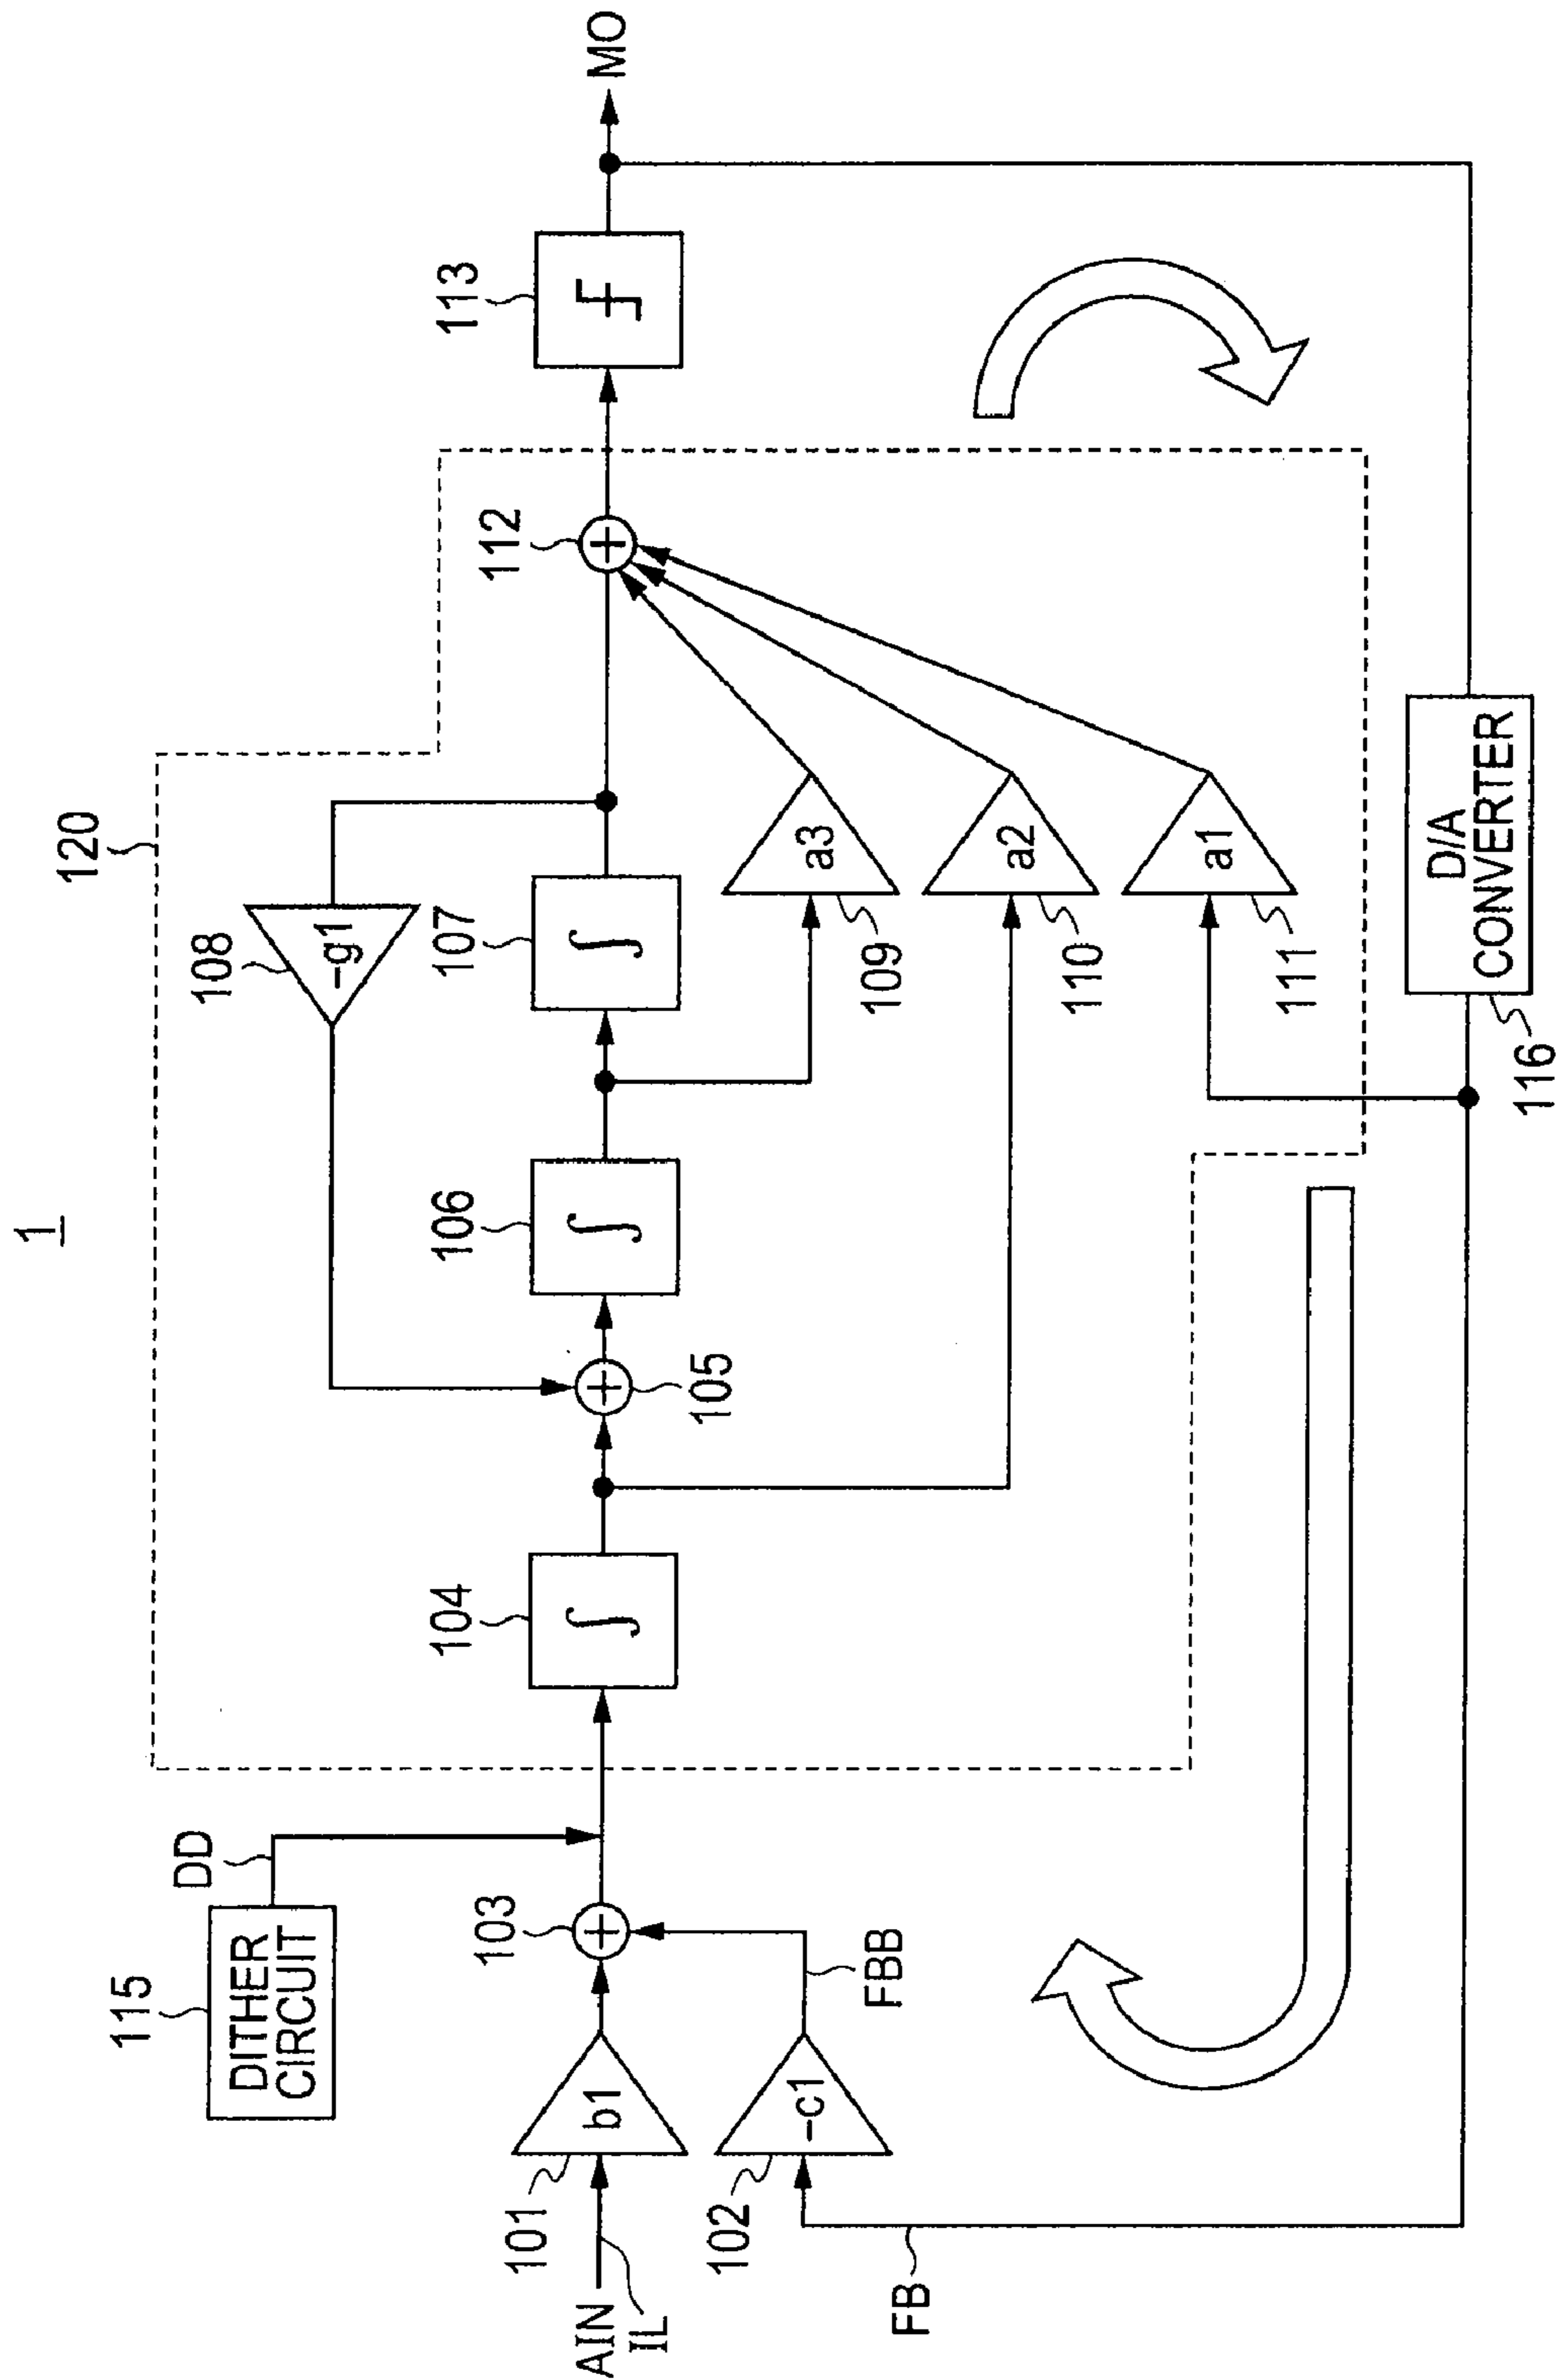 1
120
115
DITHER
CIRCUIT
DD
108
-g1
AIN
IL
101
b1
103
104
∫
105
106
∫
107
∫
112
113
MO
102
-c1
FBB
a3
109
a2
110
a1
111
FB
D/A
CONVERTER
116